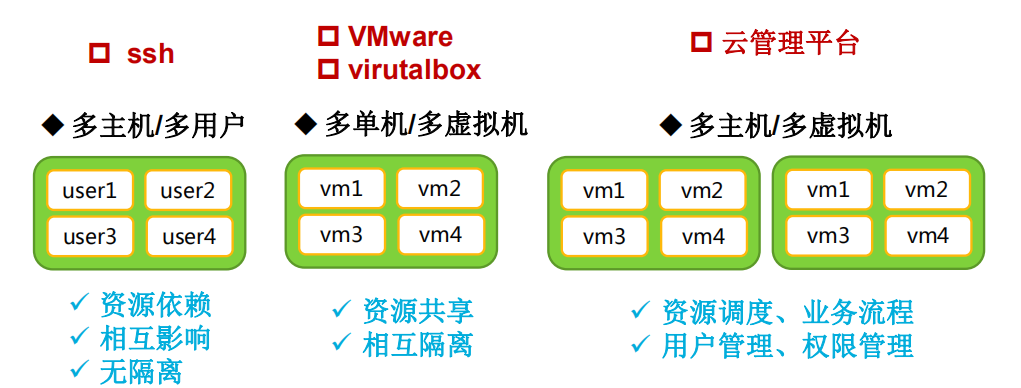 ssh
多主机/多用户
user1 user2
user3 user4
资源依赖
相互影响
无隔离
VMware
virutalbox
多单机/多虚拟机
vm1 vm2
vm3 vm4
资源共享
相互隔离
云管理平台
多主机/多虚拟机
vm1 vm2 vm1 vm2
vm3 vm4 vm3 vm4
资源调度、业务流程
用户管理、权限管理